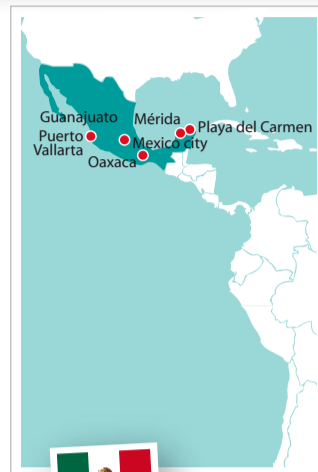 Guanajuato
Mérida
Playa del Carmen
Puerto
Vallarta
Mexico city
Oaxaca